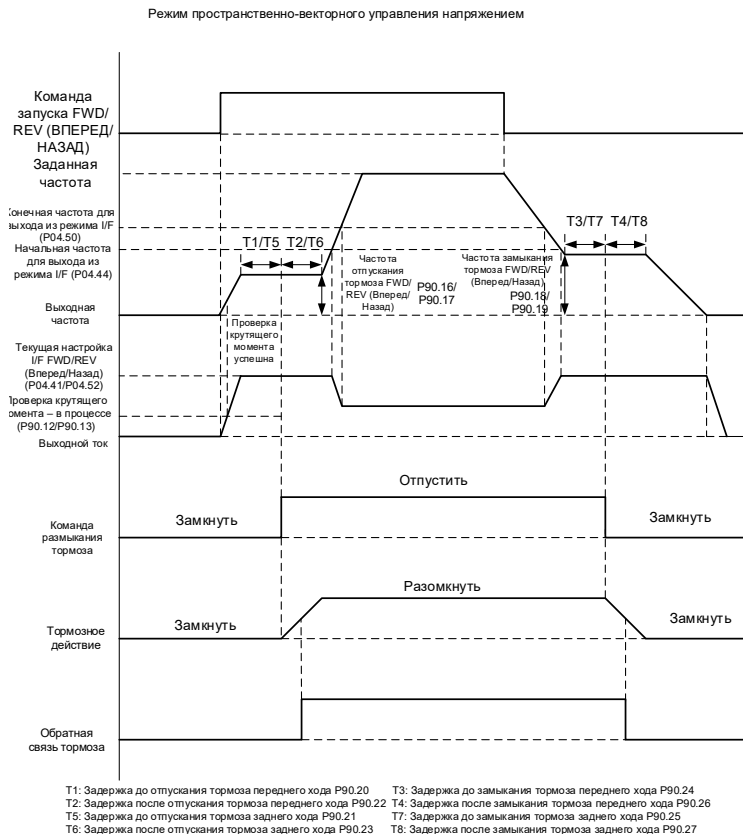 Режим пространственно-векторного управления напряжением
Команда
запуска FWD/
REV (ВПЕРЕД/
НАЗАД)
Заданная
частота
Конечная частота для
выхода из режима I/F
(P04.50)
Начальная частота
для выхода из
режима I/F (P04.44)
T1/T5
T2/T6
Частота
отпускания
тормоза FWD/
REV (Вперед/
Назад)
P90.16/
P90.17
Частота замыкания
тормоза FWD/REV
(Вперед/Назад)
P90.18/
P90.19
T3/T7
T4/T8
Выходная
частота
Проверка
крутящего
момента
успешна
Текущая настройка
I/F FWD/REV
(Вперед/Назад)
(P04.41/P04.52)
Проверка крутящего
момента – в процессе
(P90.12/P90.13)
Выходной ток
Отпустить
Замкнуть
Замкнуть
Команда
размыкания
тормоза
Разомкнуть
Замкнуть
Замкнуть
Тормозное
действие
Обратная
связь тормоза
T1: Задержка до отпускания тормоза переднего хода P90.20
T2: Задержка после отпускания тормоза переднего хода P90.22
T5: Задержка до отпускания тормоза заднего хода P90.21
T6: Задержка после отпускания тормоза заднего хода P90.23
T3: Задержка до замыкания тормоза переднего хода P90.24
T4: Задержка после замыкания тормоза переднего хода P90.26
T7: Задержка до замыкания тормоза заднего хода P90.25
T8: Задержка после замыкания тормоза заднего хода P90.27